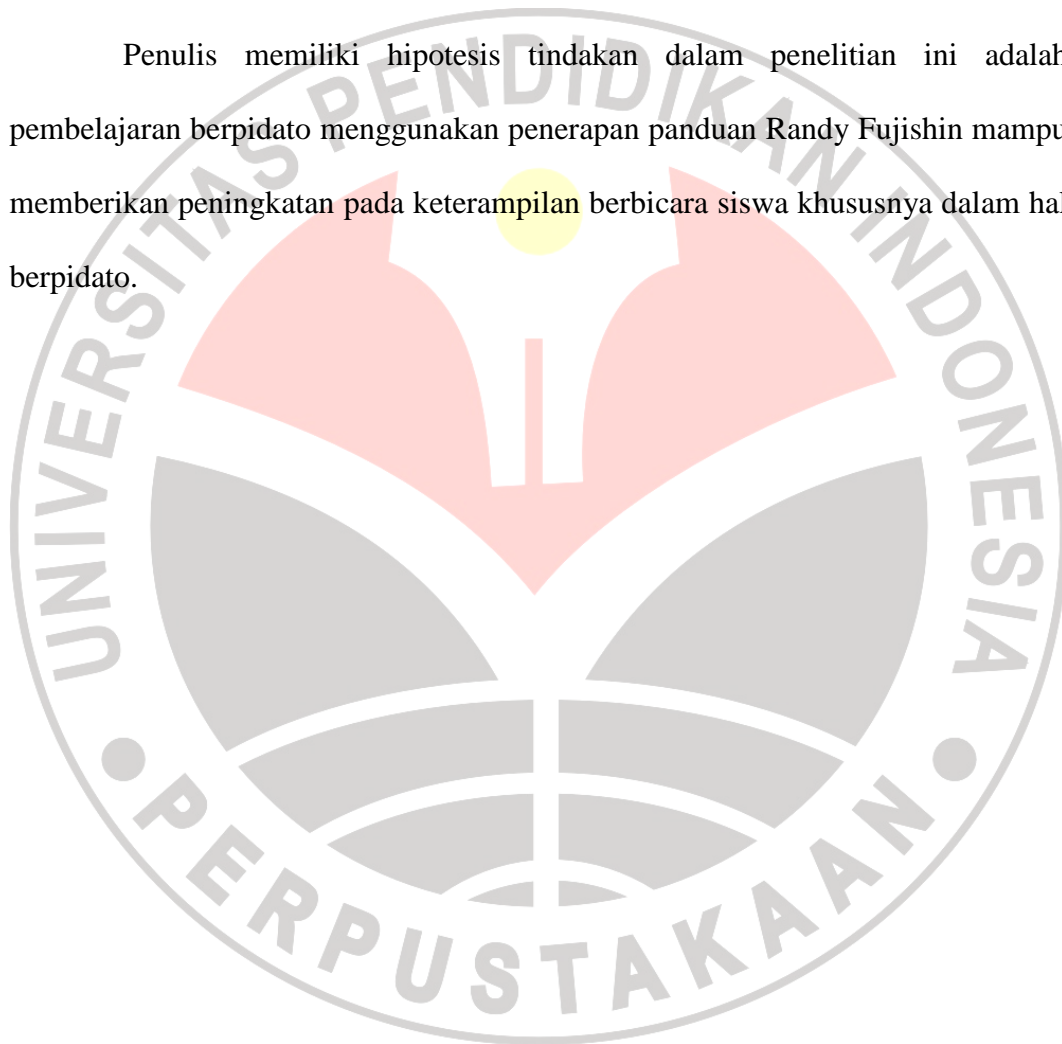 Penulis memiliki hipotesis tindakan dalam penelitian ini adalah
pembelajaran berpidato menggunakan penerapan panduan Randy Fujishin mampu
memberikan peningkatan pada keterampilan berbicara siswa khususnya dalam hal
berpidato.
UNIVERSITAS PENDIDIKAN INDONESIA
PERPUSTAKAAN